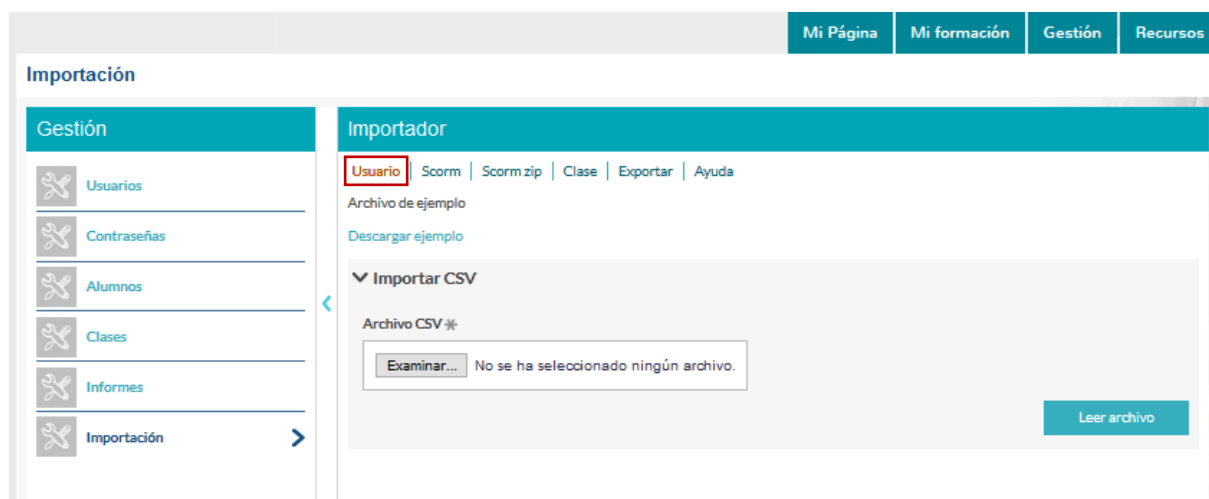 Mi Página Mi formación Gestión Recursos
Importación
Gestión
Usuarios
Contraseñas
Alumnos
Clases
Informes
Importación
Importador
Usuario Scorm Scorm zip Clase Exportar Ayuda
Archivo de ejemplo
Descargar ejemplo
Importar CSV
Archivo CSV
Examinar... No se ha seleccionado ningún archivo.
Leer archivo